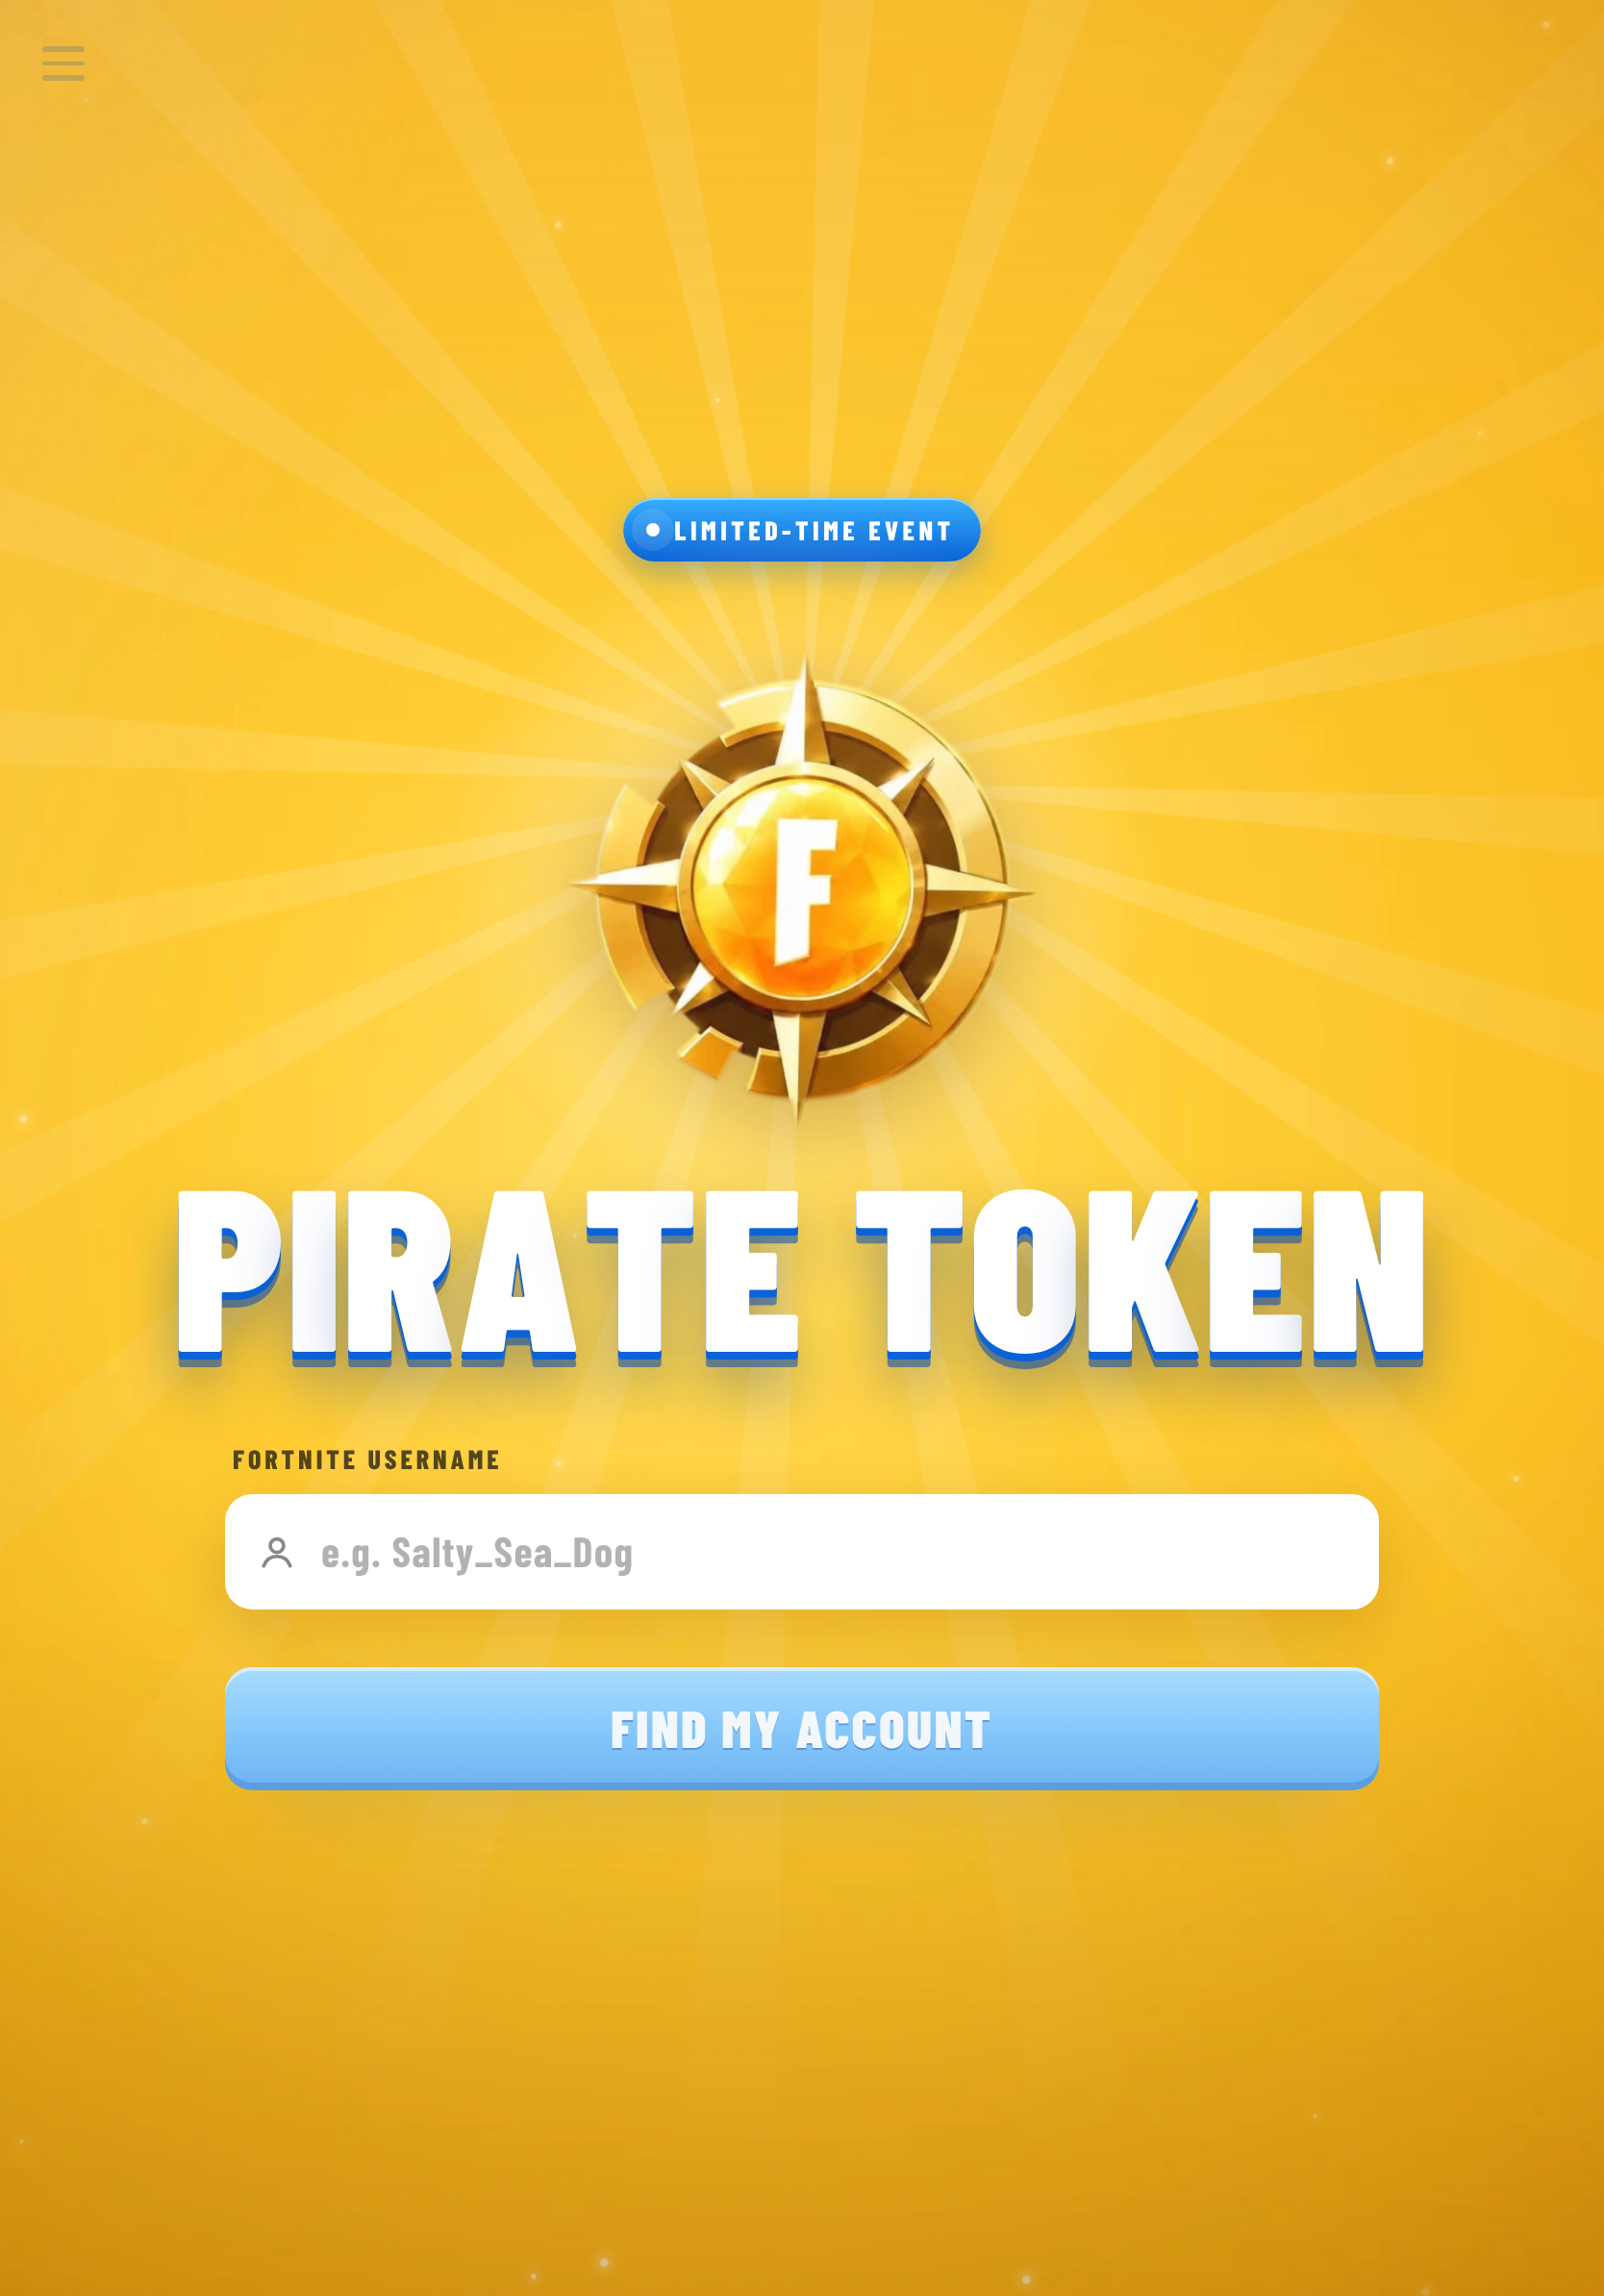 LIMITED-TIME EVENT
F
PIRATE TOKEN
FORTNITE USERNAME
e.g. Salty_Sea_Dog
FIND MY ACCOUNT